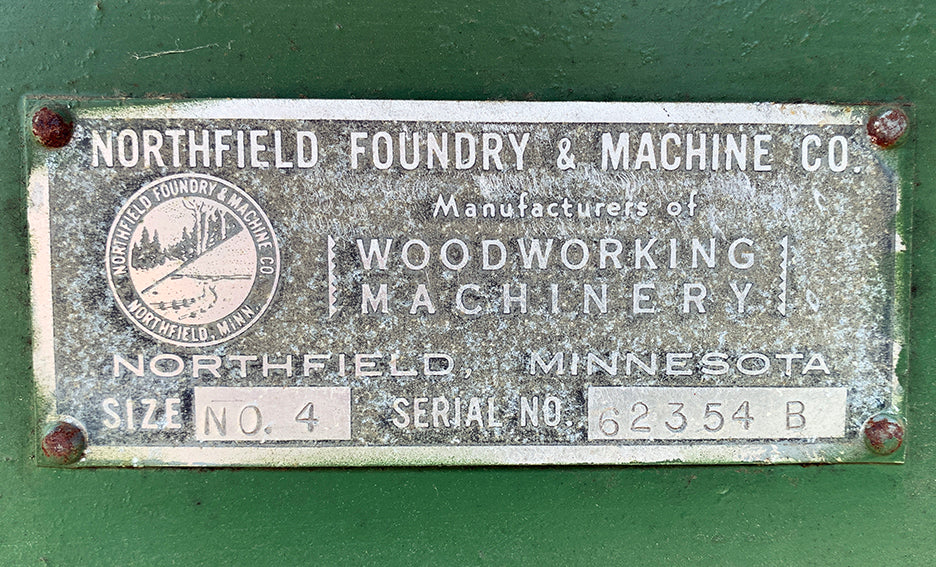 NORTHFIELD FOUNDRY & MACHINE CO.
Manufacturers of
NORTHFIELD FOUNDRY & MACHINE CO
NORTHFIELD, MINN.
WOODWORKING
MACHINERY
NORTHFIELD, MINNESOTA
SIZE NO. 4 SERIAL NO. 62354 B